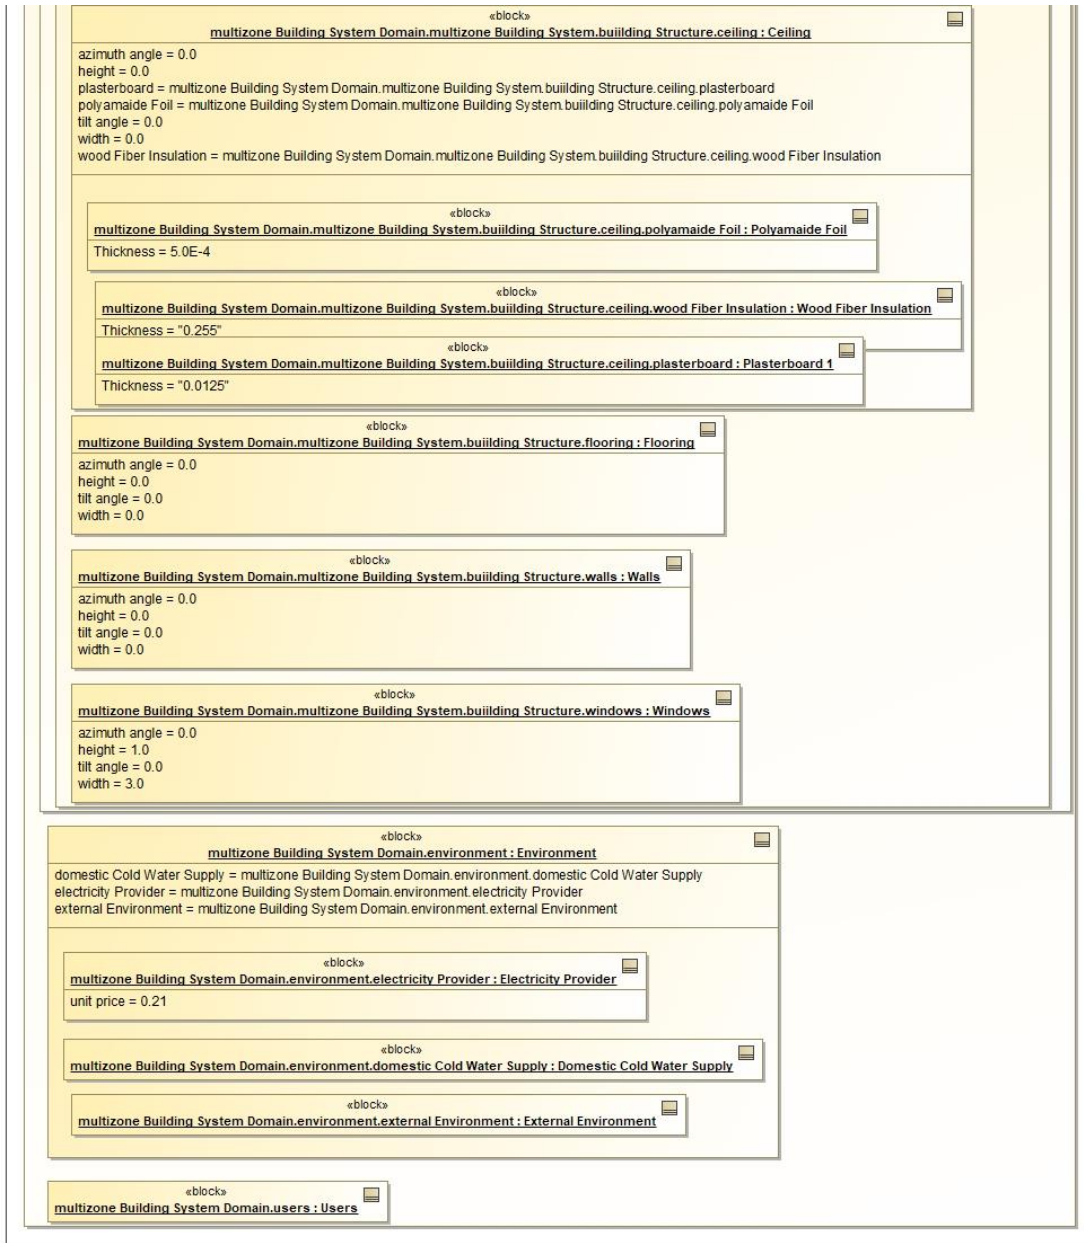 «block»
multizone Building System Domain.multizone Building System.buiilding Structure.ceiling : Ceiling
azimuth angle = 0.0
height = 0.0
plasterboard = multizone Building System Domain.multizone Building System.buiilding Structure.ceiling.plasterboard
polyamaide Foil = multizone Building System Domain.multizone Building System.buiilding Structure.ceiling.polyamaide Foil
tilt angle = 0.0
width = 0.0
wood Fiber Insulation = multizone Building System Domain.multizone Building System.buiilding Structure.ceiling.wood Fiber Insulation
«block»
multizone Building System Domain.multizone Building System.buiilding Structure.ceiling.polyamaide Foil : Polyamaide Foil
Thickness = 5.0E-4
«block»
multizone Building System Domain.multizone Building System.buiilding Structure.ceiling.wood Fiber Insulation : Wood Fiber Insulation
Thickness = "0.255"
«block»
multizone Building System Domain.multizone Building System.buiilding Structure.ceiling.plasterboard : Plasterboard 1
Thickness = "0.0125"
«block»
multizone Building System Domain.multizone Building System.buiilding Structure.flooring : Flooring
azimuth angle = 0.0
height = 0.0
tilt angle = 0.0
width = 0.0
«block»
multizone Building System Domain.multizone Building System.buiilding Structure.walls : Walls
azimuth angle = 0.0
height = 0.0
tilt angle = 0.0
width = 0.0
«block»
multizone Building System Domain.multizone Building System.buiilding Structure.windows : Windows
azimuth angle = 0.0
height = 1.0
tilt angle = 0.0
width = 3.0
«block»
multizone Building System Domain.environment : Environment
domestic Cold Water Supply = multizone Building System Domain.environment.domestic Cold Water Supply
electricity Provider = multizone Building System Domain.environment.electricity Provider
external Environment = multizone Building System Domain.environment.external Environment
«block»
multizone Building System Domain.environment.electricity Provider : Electricity Provider
unit price = 0.21
«block»
multizone Building System Domain.environment.domestic Cold Water Supply : Domestic Cold Water Supply
«block»
multizone Building System Domain.environment.external Environment : External Environment
«block»
multizone Building System Domain.users : Users